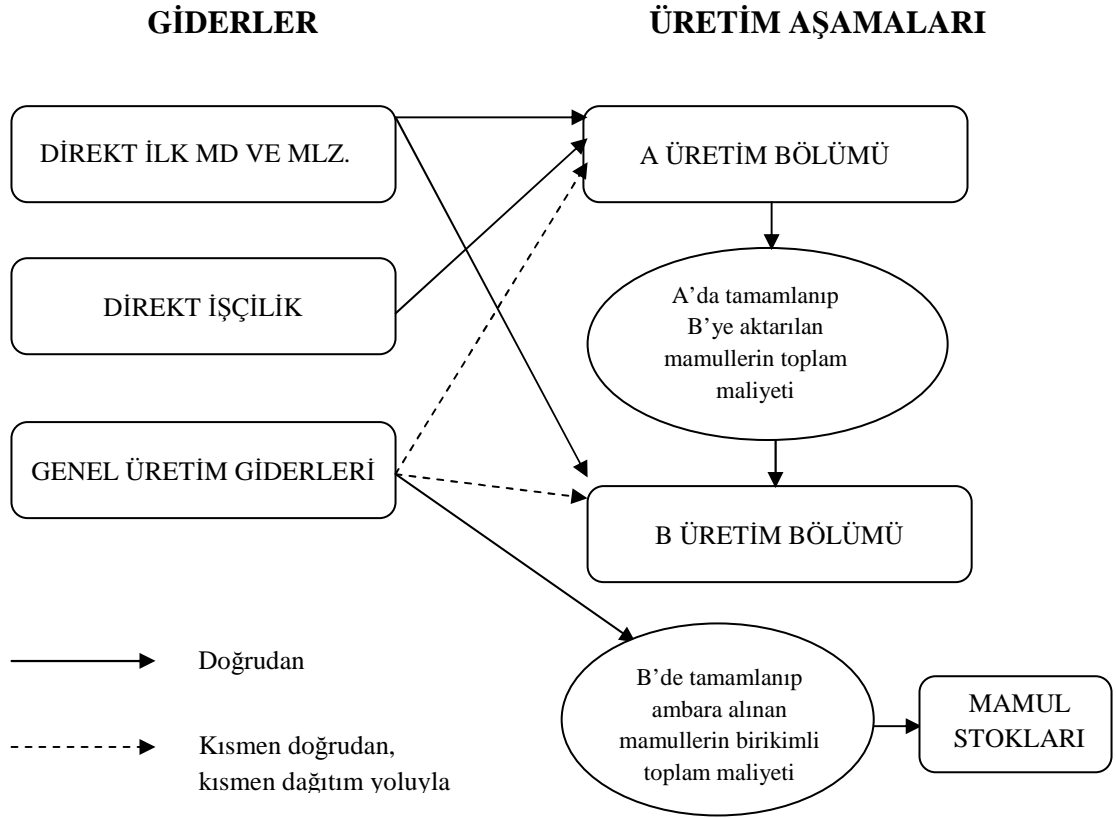 GİDERLER
ÜRETİM AŞAMALARI
DİREKT İLK MD VE MLZ.
A ÜRETİM BÖLÜMÜ
DİREKT İŞÇİLİK
A’da tamamlanıp
B’ye aktarılan
mamullerin toplam
maliyeti
GENEL ÜRETİM GİDERLERİ
B ÜRETİM BÖLÜMÜ
Doğrudan
Kısmen doğrudan,
kısmen dağıtım yoluyla
B’de tamamlanıp
ambara alınan
mamullerin birikimli
toplam maliyeti
MAMUL
STOKLARI